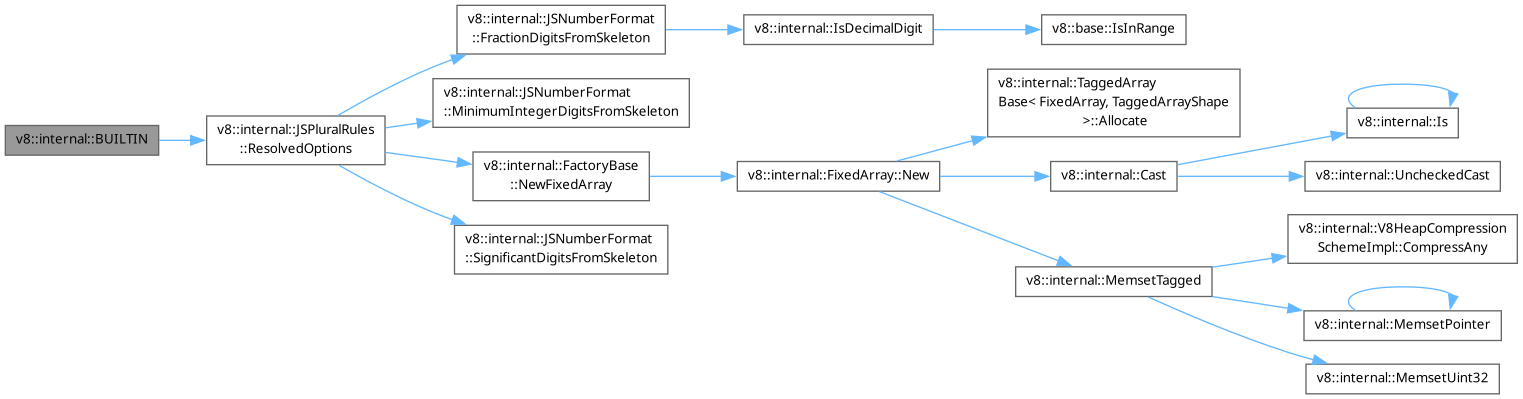 v8::internal::BUILTIN
v8::internal::JSPluralRules
::ResolvedOptions
v8::internal::JSNumberFormat
::FractionDigitsFromSkeleton
v8::internal::IsDecimalDigit
v8::base::IsInRange
v8::internal::JSNumberFormat
::MinimumIntegerDigitsFromSkeleton
v8::internal::FactoryBase
::NewFixedArray
v8::internal::FixedArray::New
v8::internal::TaggedArray
Base< FixedArray, TaggedArrayShape
>::Allocate
v8::internal::Cast
v8::internal::Is
v8::internal::UncheckedCast
v8::internal::MemsetTagged
v8::internal::V8HeapCompression
SchemeImpl::CompressAny
v8::internal::MemsetPointer
v8::internal::MemsetUint32
v8::internal::JSNumberFormat
::SignificantDigitsFromSkeleton